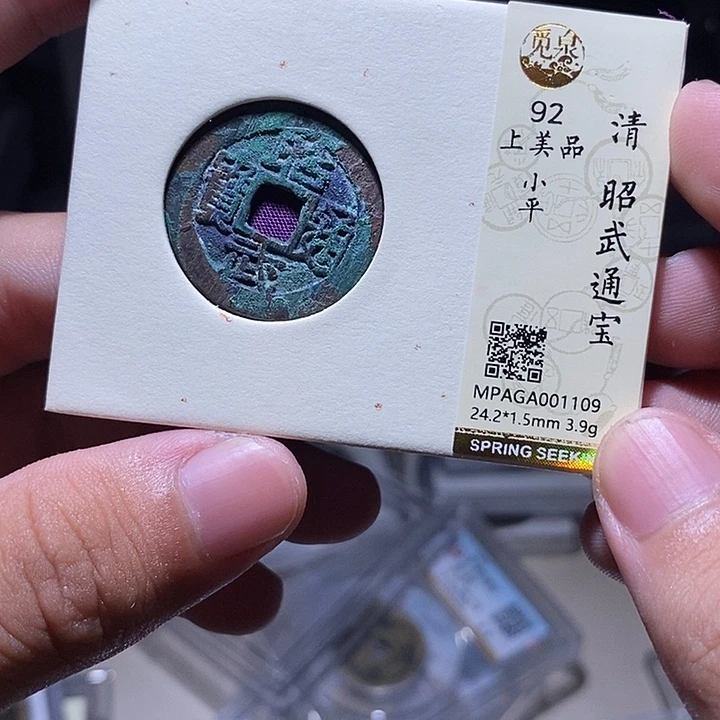 觅泉
92
上美品
小平
清 昭武通宝
MPAGA001109
24.2*1.5mm 3.9g
SPRING SEEK